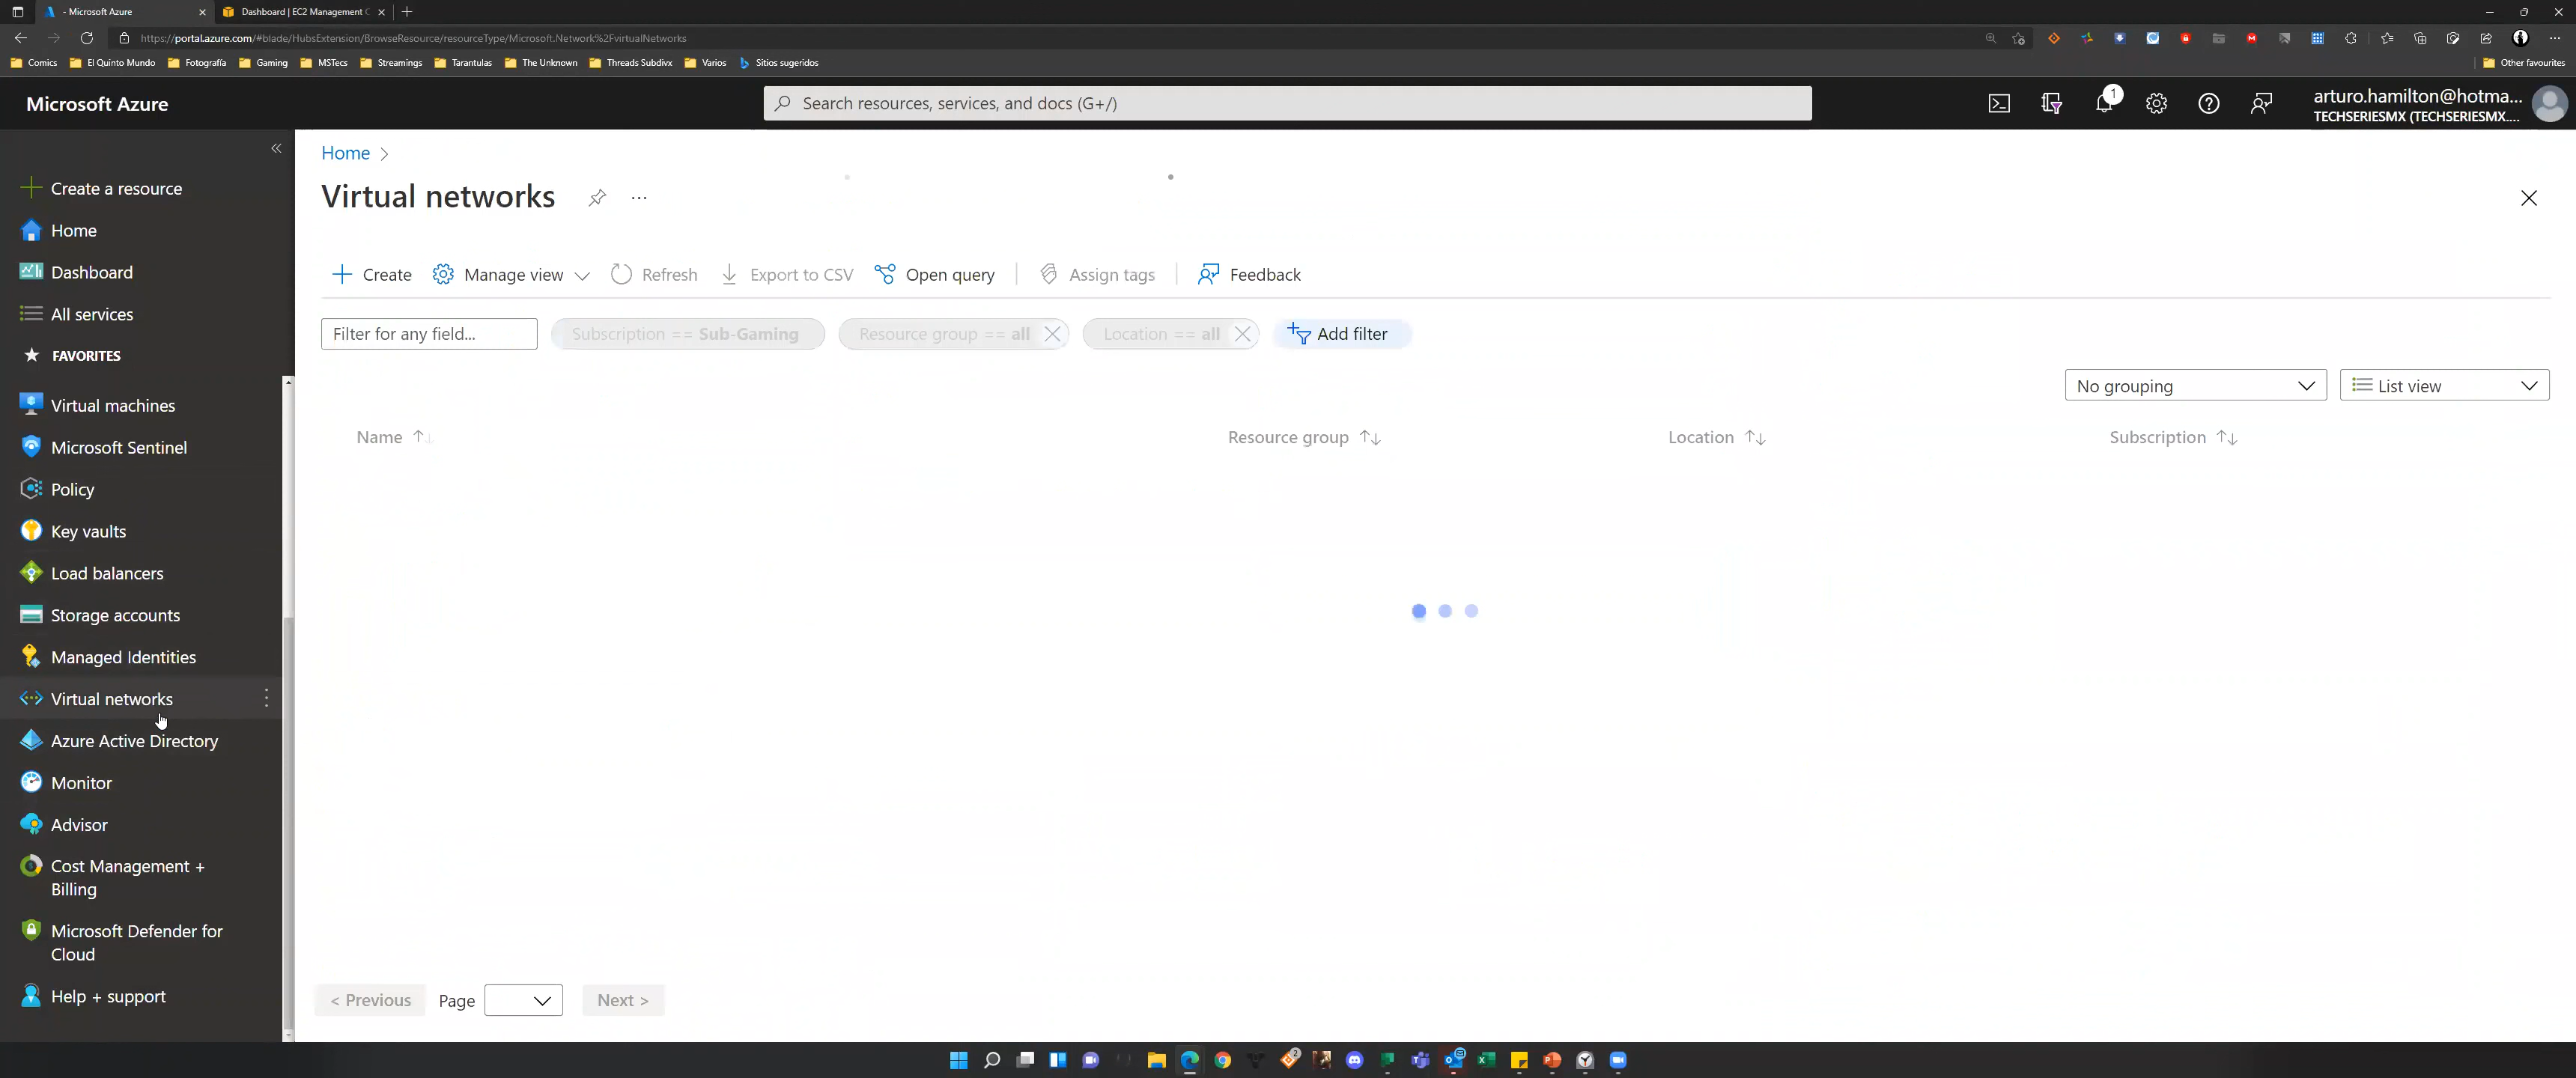 - Microsoft Azure
Dashboard | EC2 Management C
https://portal.azure.com/#blade/HubsExtension/BrowseResource/resourceType/Microsoft.Network%2FvirtualNetworks
Comics
El Quinto Mundo
Fotografía
Gaming
MSTecs
Streamings
Tarantulas
The Unknown
Threads Subdivx
Varios
Sitios sugeridos
Other favourites
Microsoft Azure
Search resources, services, and docs (G+/)
1
arturo.hamilton@hotma...
TECHSERIESMX (TECHSERIESMX....
Create a resource
Home
Dashboard
All services
FAVORITES
Virtual machines
Microsoft Sentinel
Policy
Key vaults
Load balancers
Storage accounts
Managed Identities
Virtual networks
Azure Active Directory
Monitor
Advisor
Cost Management +
Billing
Microsoft Defender for
Cloud
Help + support
Home >
Virtual networks
Create
Manage view
Refresh
Export to CSV
Open query
Assign tags
Feedback
Filter for any field...
Subscription == Sub-Gaming
Resource group == all
Location == all
Add filter
No grouping
List view
Name
Resource group
Location
Subscription
< Previous
Page
Next >
2